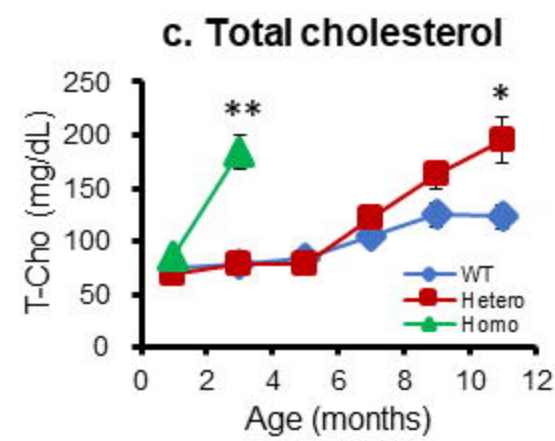 c. Total cholesterol
T-Cho (mg/dL)
250
200
150
100
50
0
**
*
WT
Hetero
Homo
0 2 4 6 8 10 12
Age (months)